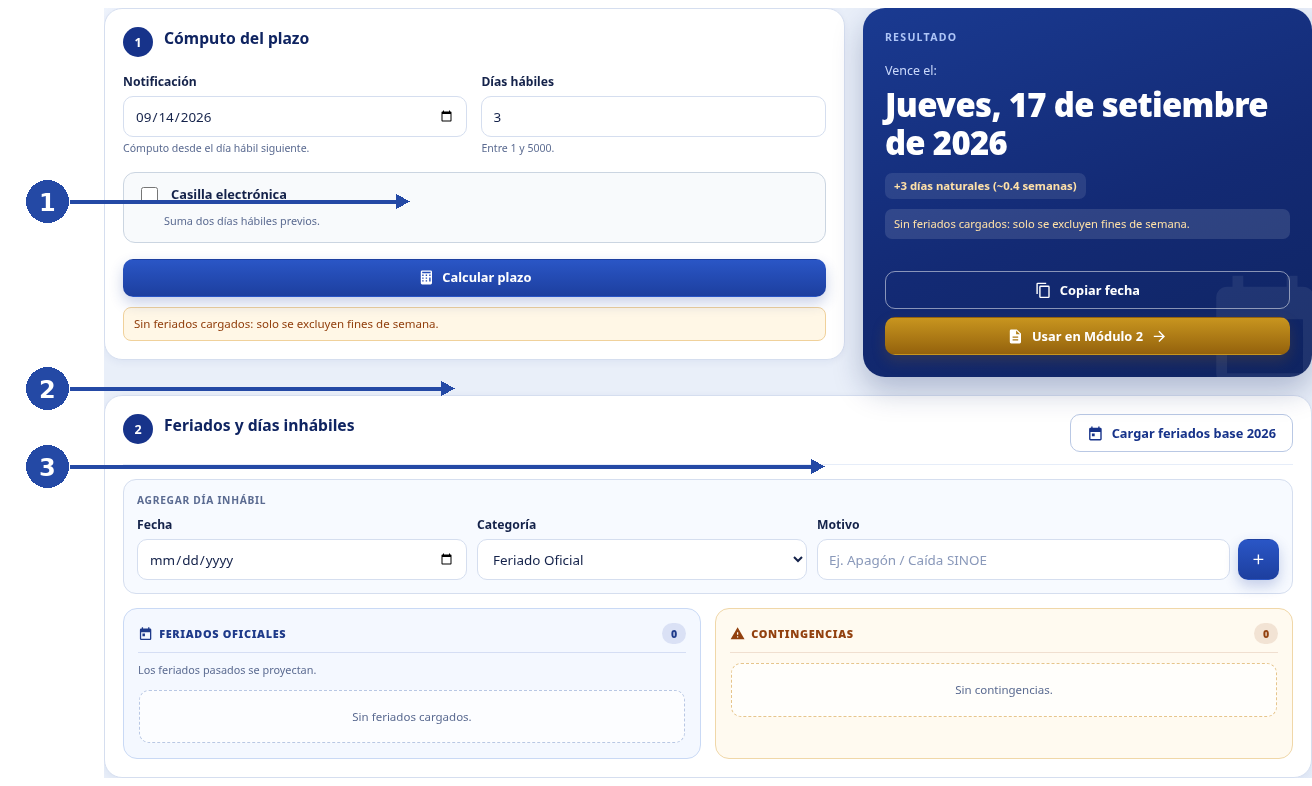 1
Cómputo del plazo
Notificación
Días hábiles
09/14/2026
3
Cómputo desde el día hábil siguiente.
Entre 1 y 5000.
1
Casilla electrónica
Suma dos días hábiles previos.
Calcular plazo
Sin feriados cargados: solo se excluyen fines de semana.
RESULTADO
Vence el:
Jueves, 17 de setiembre
de 2026
+3 días naturales (~0.4 semanas)
Sin feriados cargados: solo se excluyen fines de semana.
Copiar fecha
Usar en Módulo 2
2
2
Feriados y días inhábiles
Cargar feriados base 2026
3
AGREGAR DÍA INHÁBIL
Fecha
Categoría
Motivo
mm/dd/yyyy
Feriado Oficial
Ej. Apagón / Caída SINOE
+
FERIADOS OFICIALES
0
Los feriados pasados se proyectan.
Sin feriados cargados.
CONTINGENCIAS
0
Sin contingencias.